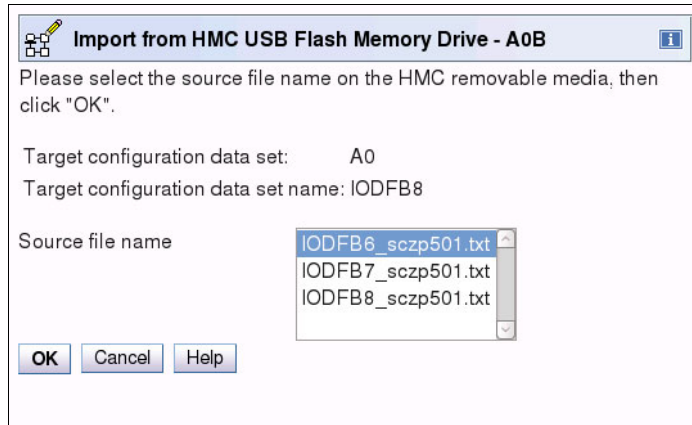 Import from HMC USB Flash Memory Drive - A0B
i
Please select the source file name on the HMC removable media, then
click "OK".
Target configuration data set: A0
Target configuration data set name: IODFB8
Source file name
IODFB6_sczp501.txt
IODFB7_sczp501.txt
IODFB8_sczp501.txt
OK Cancel Help